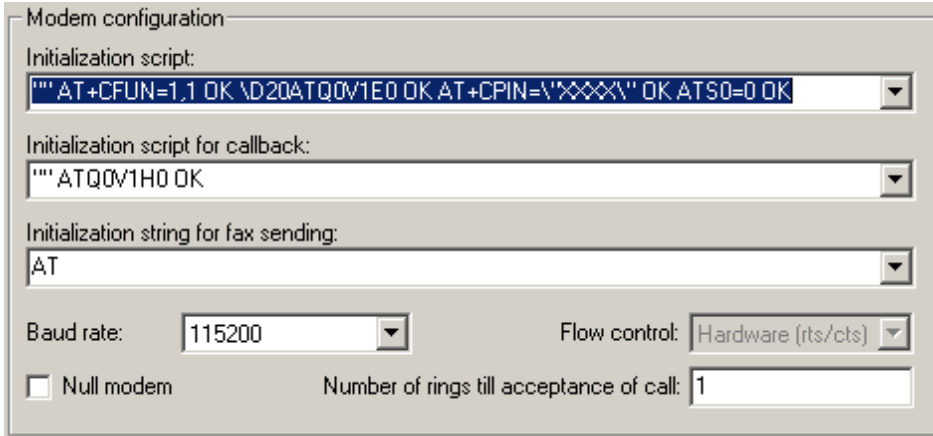 Modem configuration
Initialization script:
"" AT+CFUN=1,1 OK \D20ATQ0V1E0 OK AT+CPIN=\"XXXX\" OK ATS0=0 OK
Initialization script for callback:
"" ATQ0V1H0 OK
Initialization string for fax sending:
AT
Baud rate: 115200 Flow control: Hardware (rts/cts)
Null modem Number of rings till acceptance of call: 1